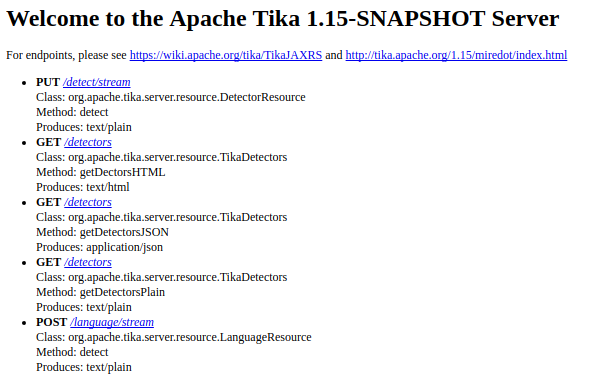 Welcome to the Apache Tika 1.15-SNAPSHOT Server
For endpoints, please see https://wiki.apache.org/tika/TikaJAXRS and http://tika.apache.org/1.15/miredot/index.html
• PUT /detect/stream
Class: org.apache.tika.server.resource.DetectorResource
Method: detect
Produces: text/plain
• GET /detectors
Class: org.apache.tika.server.resource.TikaDetectors
Method: getDectorsHTML
Produces: text/html
• GET /detectors
Class: org.apache.tika.server.resource.TikaDetectors
Method: getDetectorsJSON
Produces: application/json
• GET /detectors
Class: org.apache.tika.server.resource.TikaDetectors
Method: getDetectorsPlain
Produces: text/plain
• POST /language/stream
Class: org.apache.tika.server.resource.LanguageResource
Method: detect
Produces: text/plain